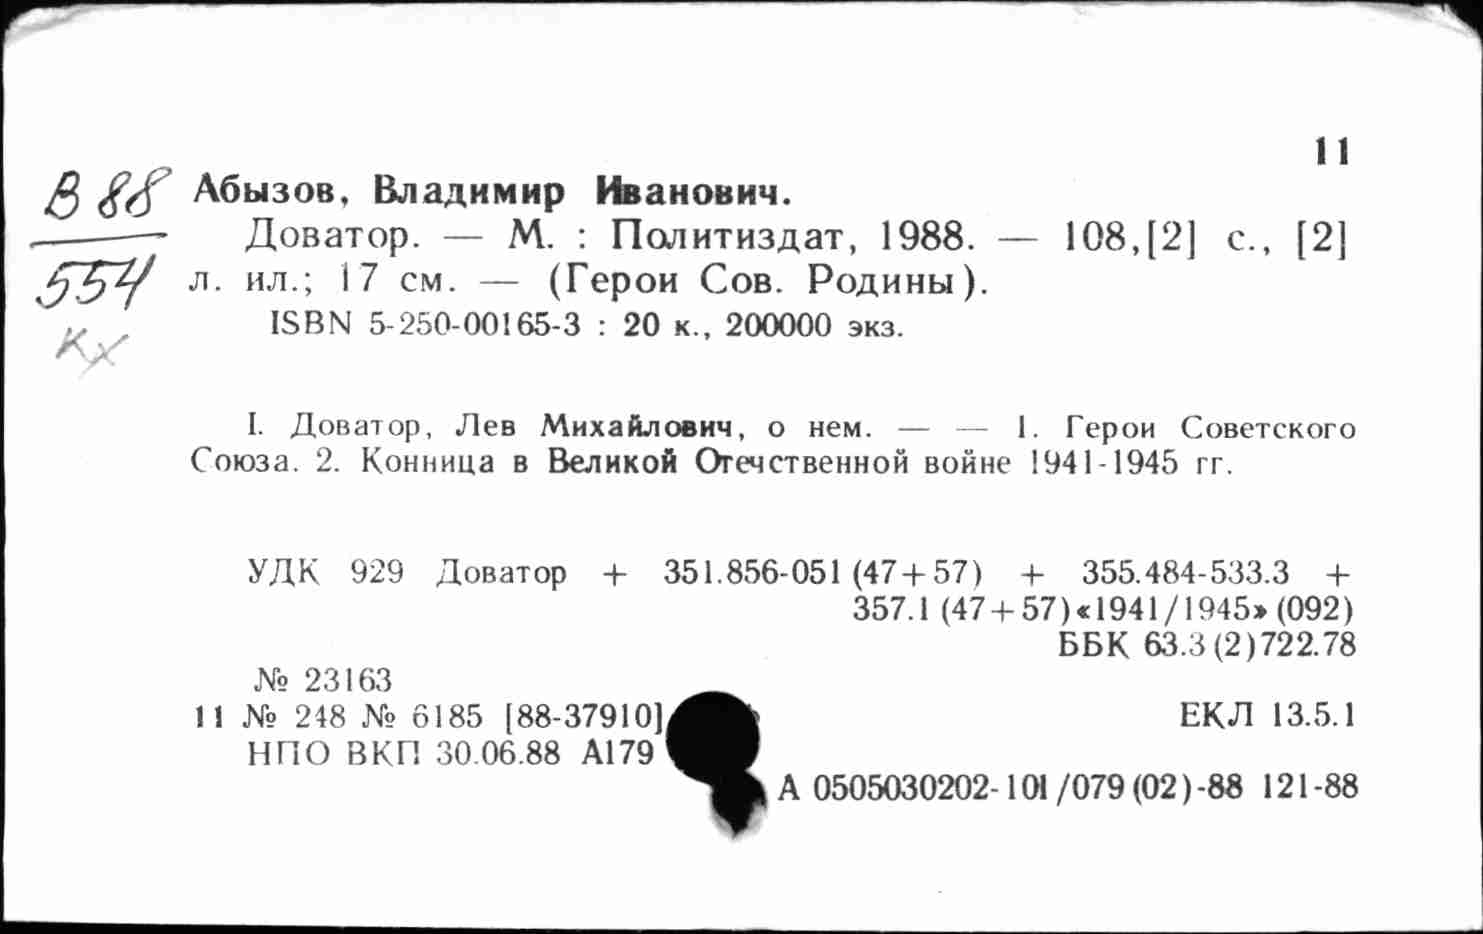 11
В 88
554
Кх
Абызов, Владимир Иванович.
Доватор. — М. : Политиздат, 1988. — 108,[2] с., [2]
л. ил.; 17 см. — (Герои Сов. Родины).
ISBN 5-250-00165-3 : 20 к., 200000 экз.
I. Доватор, Лев Михайлович, о нем. — — 1. Герои Советского
Союза. 2. Конница в Великой Отечственной войне 1941-1945 гг.
УДК 929 Доватор + 351.856-051 (47+57) + 355.484-533.3 +
357.1 (47+57)«1941/1945» (092)
ББК 63.3(2)722.78
№ 23163
11 № 248 № 6185 [88-37910]
ЕКЛ 13.5.1
НПО ВКП 30.06.88 А179
А 0505030202-101/079(02)-88 121-88